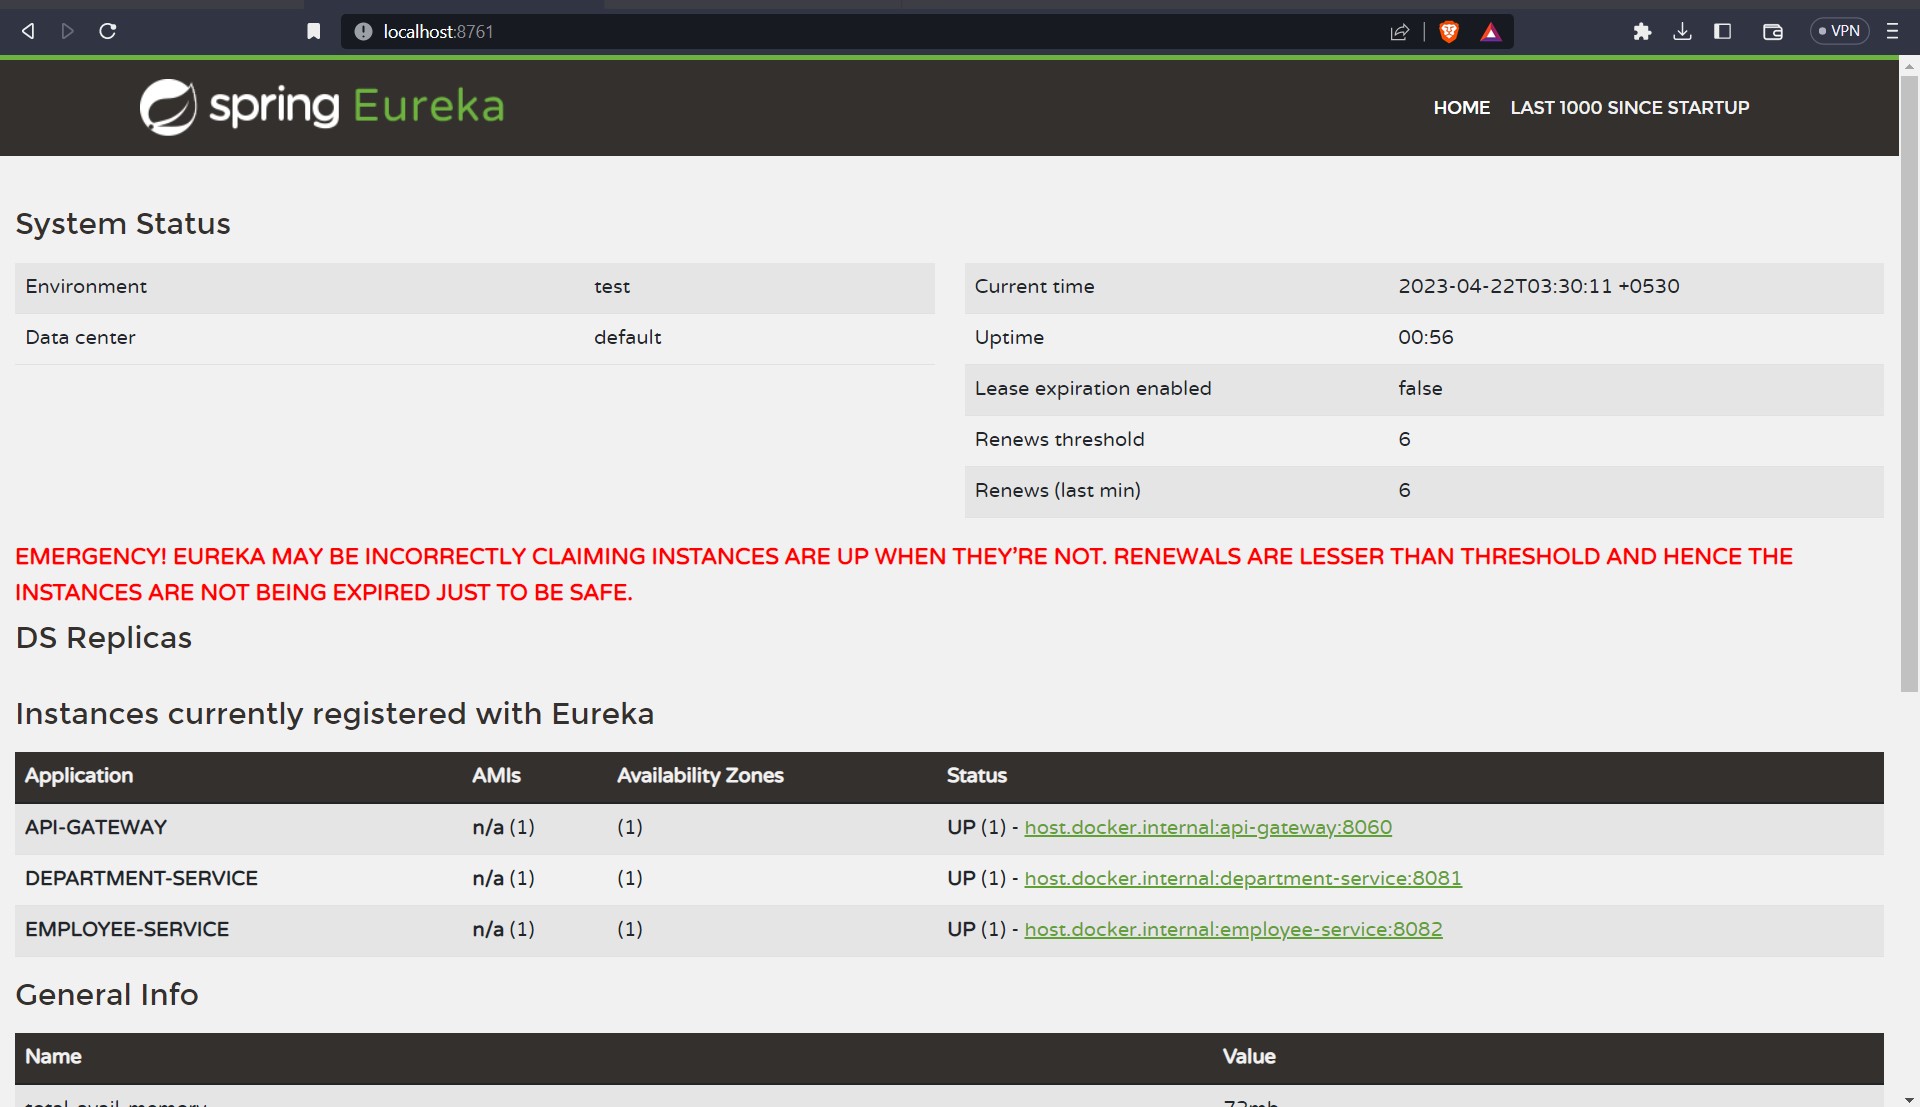 localhost:8761
VPN
spring Eureka
HOME LAST 1000 SINCE STARTUP
System Status
Environment test
Data center default
Current time 2023-04-22T03:30:11 +0530
Uptime 00:56
Lease expiration enabled false
Renews threshold 6
Renews (last min) 6
EMERGENCY! EUREKA MAY BE INCORRECTLY CLAIMING INSTANCES ARE UP WHEN THEY’RE NOT. RENEWALS ARE LESSER THAN THRESHOLD AND HENCE THE
INSTANCES ARE NOT BEING EXPIRED JUST TO BE SAFE.
DS Replicas
Instances currently registered with Eureka
Application AMIs Availability Zones Status
API-GATEWAY n/a (1) (1) UP (1) - host.docker.internal:api-gateway:8060
DEPARTMENT-SERVICE n/a (1) (1) UP (1) - host.docker.internal:department-service:8081
EMPLOYEE-SERVICE n/a (1) (1) UP (1) - host.docker.internal:employee-service:8082
General Info
Name Value